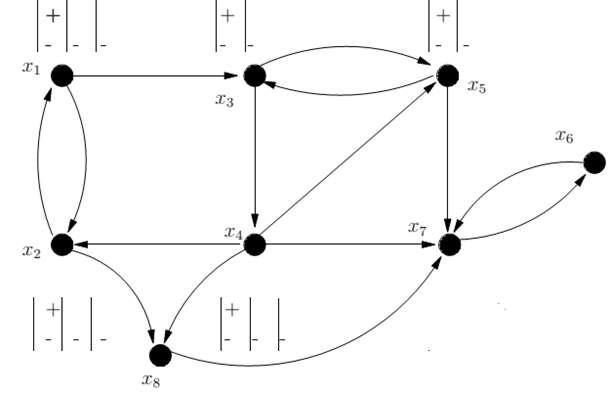 | + | |
| - | - | -
| + |
| - | -
| + |
| - | -
x₁
x₃
x₅
x₆
x₂
x₄
x₇
| + | |
| - | - | -
| + | |
| - | - | -
x₈